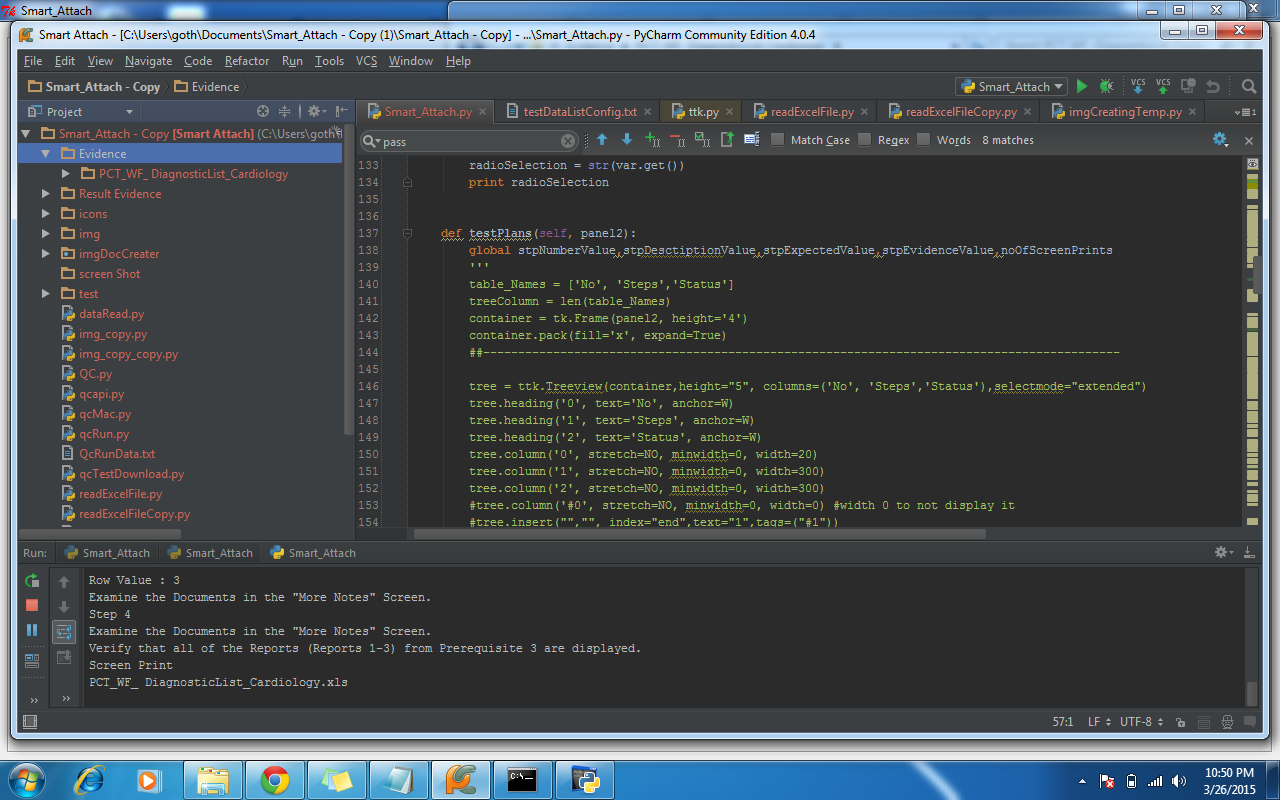 Smart_Attach
Smart Attach - [C:\Users\goth\Documents\Smart_Attach - Copy (1)\Smart_Attach - Copy] - ...\Smart_Attach.py - PyCharm Community Edition 4.0.4
File Edit View Navigate Code Refactor Run Tools VCS Window Help
Smart_Attach - Copy Evidence Smart_Attach VCS VCS
Project Smart_Attach.py testDataListConfig.txt ttk.py readExcelFile.py readExcelFileCopy.py imgCreatingTemp.py
pass Match Case Regex Words 8 matches
Smart_Attach - Copy [Smart Attach] (C:\Users\goth\
Evidence
PCT_WF_ DiagnosticList_Cardiology
Result Evidence
icons
img
imgDocCreater
screen Shot
test
dataRead.py
img_copy.py
img_copy_copy.py
QC.py
qcapi.py
qcMac.py
qcRun.py
QcRunData.txt
qcTestDownload.py
readExcelFile.py
readExcelFileCopy.py
133 radioSelection = str(var.get())
134 print radioSelection
135
136
137 def testPlans(self, panel2):
138 global stpNumberValue,stpDesctiptionValue,stpExpectedValue,stpEvidenceValue,noOfScreenPrints
139 '''
140 table_Names = ['No', 'Steps','Status']
141 treeColumn = len(table_Names)
142 container = tk.Frame(panel2, height='4')
143 container.pack(fill='x', expand=True)
144 ##-------------------------------------------------------------------------------------------
145
146 tree = ttk.Treeview(container,height="5", columns=('No', 'Steps','Status'),selectmode="extended")
147 tree.heading('0', text='No', anchor=W)
148 tree.heading('1', text='Steps', anchor=W)
149 tree.heading('2', text='Status', anchor=W)
150 tree.column('0', stretch=NO, minwidth=0, width=20)
151 tree.column('1', stretch=NO, minwidth=0, width=300)
152 tree.column('2', stretch=NO, minwidth=0, width=300)
153 #tree.column('#0', stretch=NO, minwidth=0, width=0) #width 0 to not display it
154 #tree.insert("","", index="end",text="1",tags=("#1"))
Run: Smart_Attach Smart_Attach Smart_Attach
Row Value : 3
Examine the Documents in the "More Notes" Screen.
Step 4
Examine the Documents in the "More Notes" Screen.
Verify that all of the Reports (Reports 1-3) from Prerequisite 3 are displayed.
Screen Print
PCT_WF_ DiagnosticList_Cardiology.xls
57:1 LF UTF-8
10:50 PM
3/26/2015